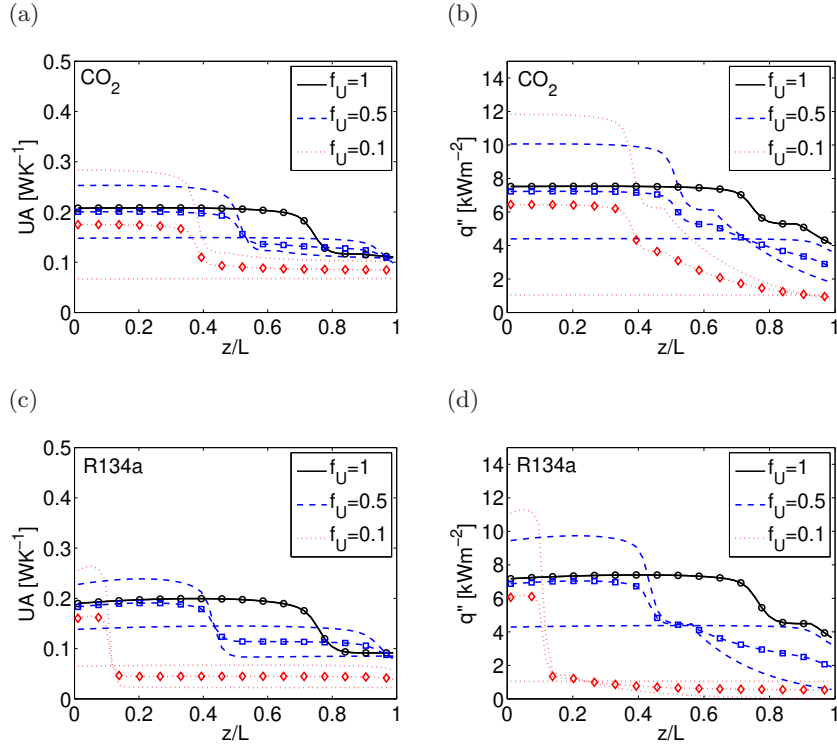 (a)
(b)
CO2
f_U=1
f_U=0.5
f_U=0.1
UA [WK⁻¹]
0.5
0.4
0.3
0.2
0.1
0
0 0.2 0.4 0.6 0.8 1
z/L
CO2
f_U=1
f_U=0.5
f_U=0.1
q" [kWm⁻²]
14
12
10
8
6
4
2
0
0 0.2 0.4 0.6 0.8 1
z/L
(c)
(d)
R134a
f_U=1
f_U=0.5
f_U=0.1
UA [WK⁻¹]
0.5
0.4
0.3
0.2
0.1
0
0 0.2 0.4 0.6 0.8 1
z/L
R134a
f_U=1
f_U=0.5
f_U=0.1
q" [kWm⁻²]
14
12
10
8
6
4
2
0
0 0.2 0.4 0.6 0.8 1
z/L